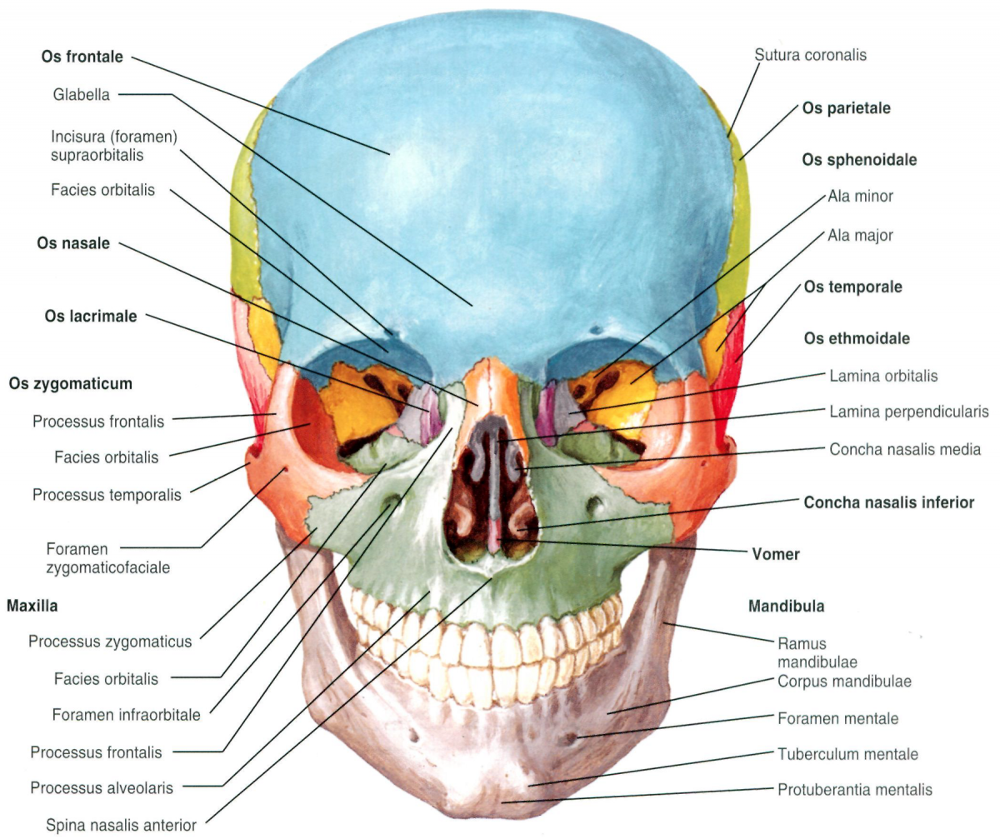 Os frontale
Glabella
Incisura (foramen)
supraorbitalis
Facies orbitalis
Os nasale
Os lacrimale
Os zygomaticum
Processus frontalis
Facies orbitalis
Processus temporalis
Foramen
zygomaticofaciale
Maxilla
Processus zygomaticus
Facies orbitalis
Foramen infraorbitale
Processus frontalis
Processus alveolaris
Spina nasalis anterior
Sutura coronalis
Os parietale
Os sphenoidale
Ala minor
Ala major
Os temporale
Os ethmoidale
Lamina orbitalis
Lamina perpendicularis
Concha nasalis media
Concha nasalis inferior
Vomer
Mandibula
Ramus
mandibulae
Corpus mandibulae
Foramen mentale
Tuberculum mentale
Protuberantia mentalis